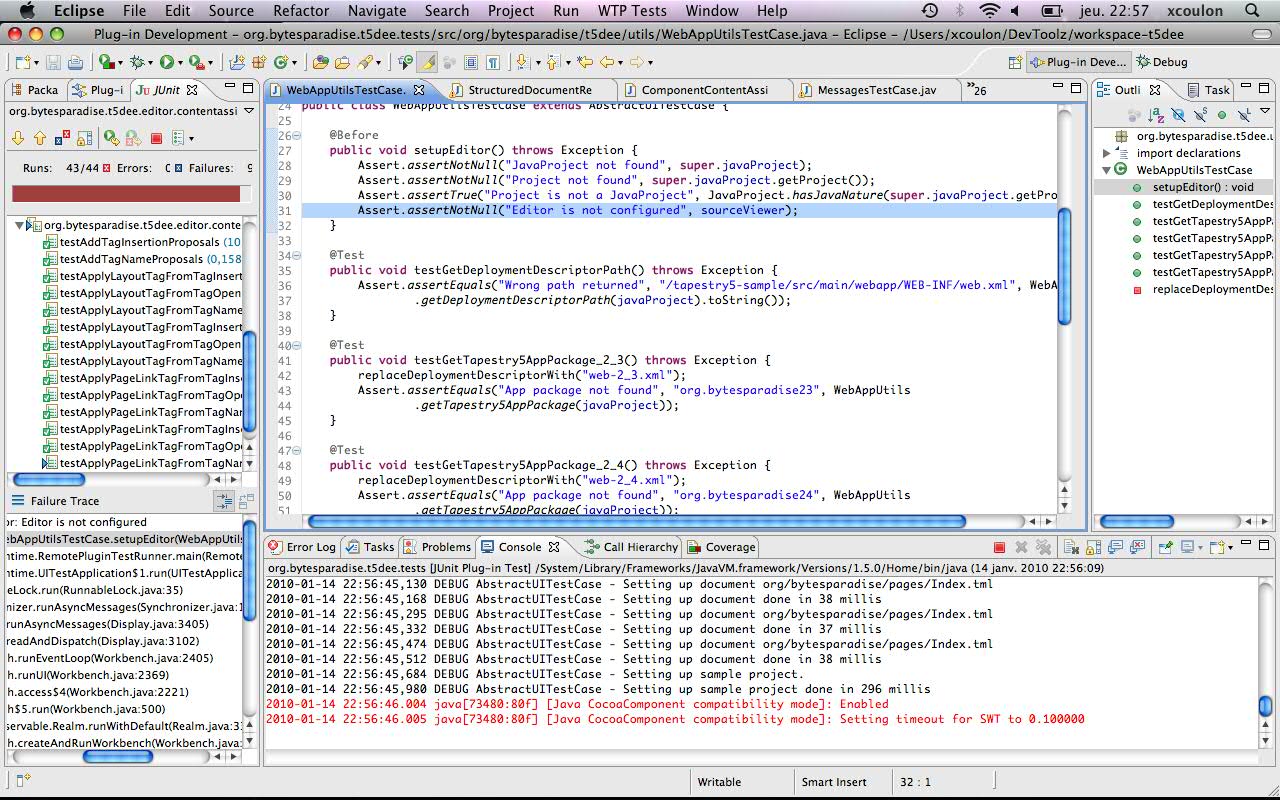 Eclipse File Edit Source Refactor Navigate Search Project Run WTP Tests Window Help jeu. 22:57 xcoulon
Plug-in Development - org.bytesparadise.t5dee.tests/src/org/bytesparadise/t5dee/utils/WebAppUtilsTestCase.java - Eclipse - /Users/xcoulon/DevToolz/workspace-t5dee
Plug-in Deve... Debug
Packa Plug-i JUnit
org.bytesparadise.t5dee.editor.contentassi
Runs: 43/44 Errors: Failures: 9
org.bytesparadise.t5dee.editor.conte
testAddTagInsertionProposals (10
testAddTagNameProposals (0,158
testApplyLayoutTagFromTagInsert
testApplyLayoutTagFromTagOpen
testApplyLayoutTagFromTagName
testApplyLayoutTagFromTagInsert
testApplyLayoutTagFromTagOpen
testApplyLayoutTagFromTagName
testApplyPageLinkTagFromTagInse
testApplyPageLinkTagFromTagOp
testApplyPageLinkTagFromTagNa
testApplyPageLinkTagFromTagIns
testApplyPageLinkTagFromTagOp
testApplyPageLinkTagFromTagNa
Failure Trace
or: Editor is not configured
ebAppUtilsTestCase.setupEditor(WebAppUtils
ntime.RemotePluginTestRunner.main(Remot
ntime.UITestApplication$1.run(UITestApplica
eLock.run(RunnableLock.java:35)
nizer.runAsyncMessages(Synchronizer.java:1
runAsyncMessages(Display.java:3405)
readAndDispatch(Display.java:3102)
h.runEventLoop(Workbench.java:2405)
h.runUI(Workbench.java:2369)
h.access$4(Workbench.java:2221)
h$5.run(Workbench.java:500)
servable.Realm.runWithDefault(Realm.java:3
h.createAndRunWorkbench(Workbench.java:
WebAppUtilsTestCase. StructuredDocumentRe ComponentContentAssi MessagesTestCase.jav »26
24 public class WebAppUtilsTestCase extends AbstractUITestCase {
25
26 @Before
27 public void setupEditor() throws Exception {
28 Assert.assertNotNull("JavaProject not found", super.javaProject);
29 Assert.assertNotNull("Project not found", super.javaProject.getProject());
30 Assert.assertTrue("Project is not a JavaProject", JavaProject.hasJavaNature(super.javaProject.getPro
31 Assert.assertNotNull("Editor is not configured", sourceViewer);
32 }
33
34 @Test
35 public void testGetDeploymentDescriptorPath() throws Exception {
36 Assert.assertEquals("Wrong path returned", "/tapestry5-sample/src/main/webapp/WEB-INF/web.xml", WebA
37 .getDeploymentDescriptorPath(javaProject).toString());
38 }
39
40 @Test
41 public void testGetTapestry5AppPackage_2_3() throws Exception {
42 replaceDeploymentDescriptorWith("web-2_3.xml");
43 Assert.assertEquals("App package not found", "org.bytesparadise23", WebAppUtils
44 .getTapestry5AppPackage(javaProject));
45 }
46
47 @Test
48 public void testGetTapestry5AppPackage_2_4() throws Exception {
49 replaceDeploymentDescriptorWith("web-2_4.xml");
50 Assert.assertEquals("App package not found", "org.bytesparadise24", WebAppUtils
51 .getTapestry5AppPackage(javaProject));
Outli Task
org.bytesparadise.t5dee.u
import declarations
WebAppUtilsTestCase
setupEditor() : void
testGetDeploymentDes
testGetTapestry5AppP
testGetTapestry5AppP
testGetTapestry5AppP
testGetTapestry5AppP
replaceDeploymentDes
Error Log Tasks Problems Console Call Hierarchy Coverage
org.bytesparadise.t5dee.tests [JUnit Plug-in Test] /System/Library/Frameworks/JavaVM.framework/Versions/1.5.0/Home/bin/java (14 janv. 2010 22:56:09)
2010-01-14 22:56:45,130 DEBUG AbstractUITestCase - Setting up document org/bytesparadise/pages/Index.tml
2010-01-14 22:56:45,168 DEBUG AbstractUITestCase - Setting up document done in 38 millis
2010-01-14 22:56:45,295 DEBUG AbstractUITestCase - Setting up document org/bytesparadise/pages/Index.tml
2010-01-14 22:56:45,332 DEBUG AbstractUITestCase - Setting up document done in 37 millis
2010-01-14 22:56:45,474 DEBUG AbstractUITestCase - Setting up document org/bytesparadise/pages/Index.tml
2010-01-14 22:56:45,512 DEBUG AbstractUITestCase - Setting up document done in 38 millis
2010-01-14 22:56:45,684 DEBUG AbstractUITestCase - Setting up sample project.
2010-01-14 22:56:45,980 DEBUG AbstractUITestCase - Setting up sample project done in 296 millis
2010-01-14 22:56:46.004 java[73480:80f] [Java CocoaComponent compatibility mode]: Enabled
2010-01-14 22:56:46.005 java[73480:80f] [Java CocoaComponent compatibility mode]: Setting timeout for SWT to 0.100000
Writable Smart Insert 32 : 1